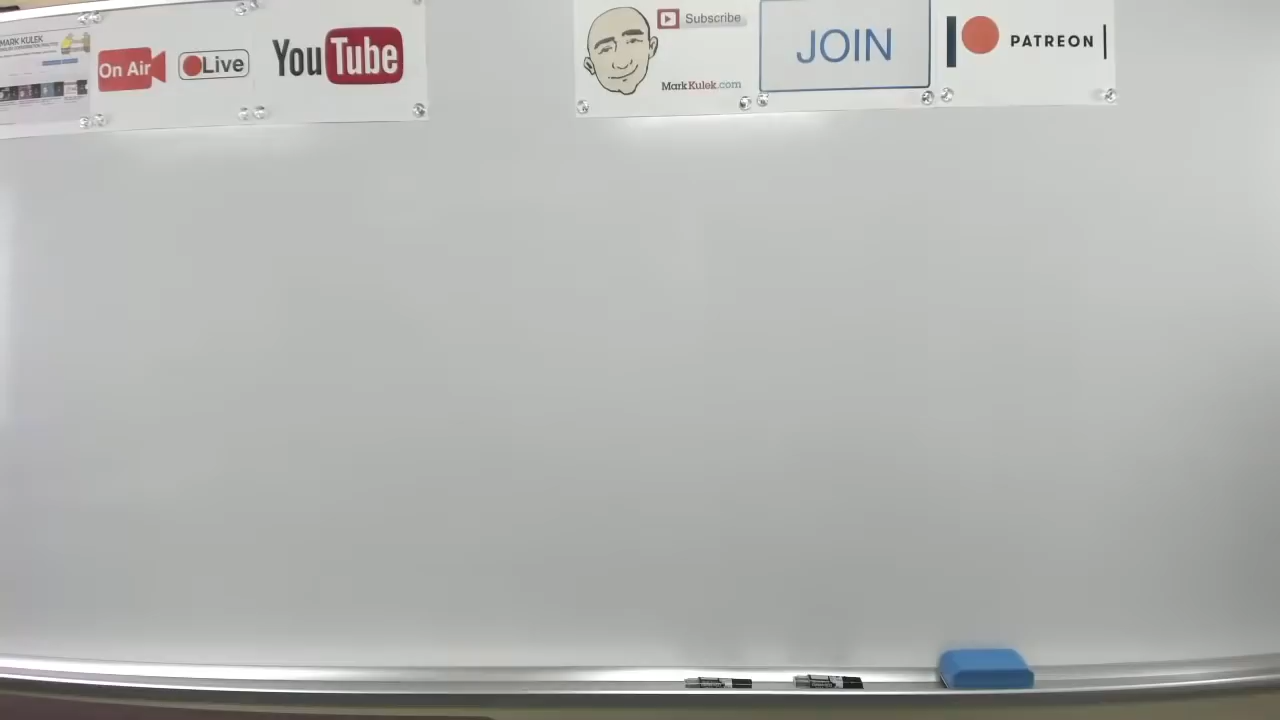 MARK KULEK
On Air
Live
YouTube
Subscribe
MarkKulek.com
JOIN
PATREON